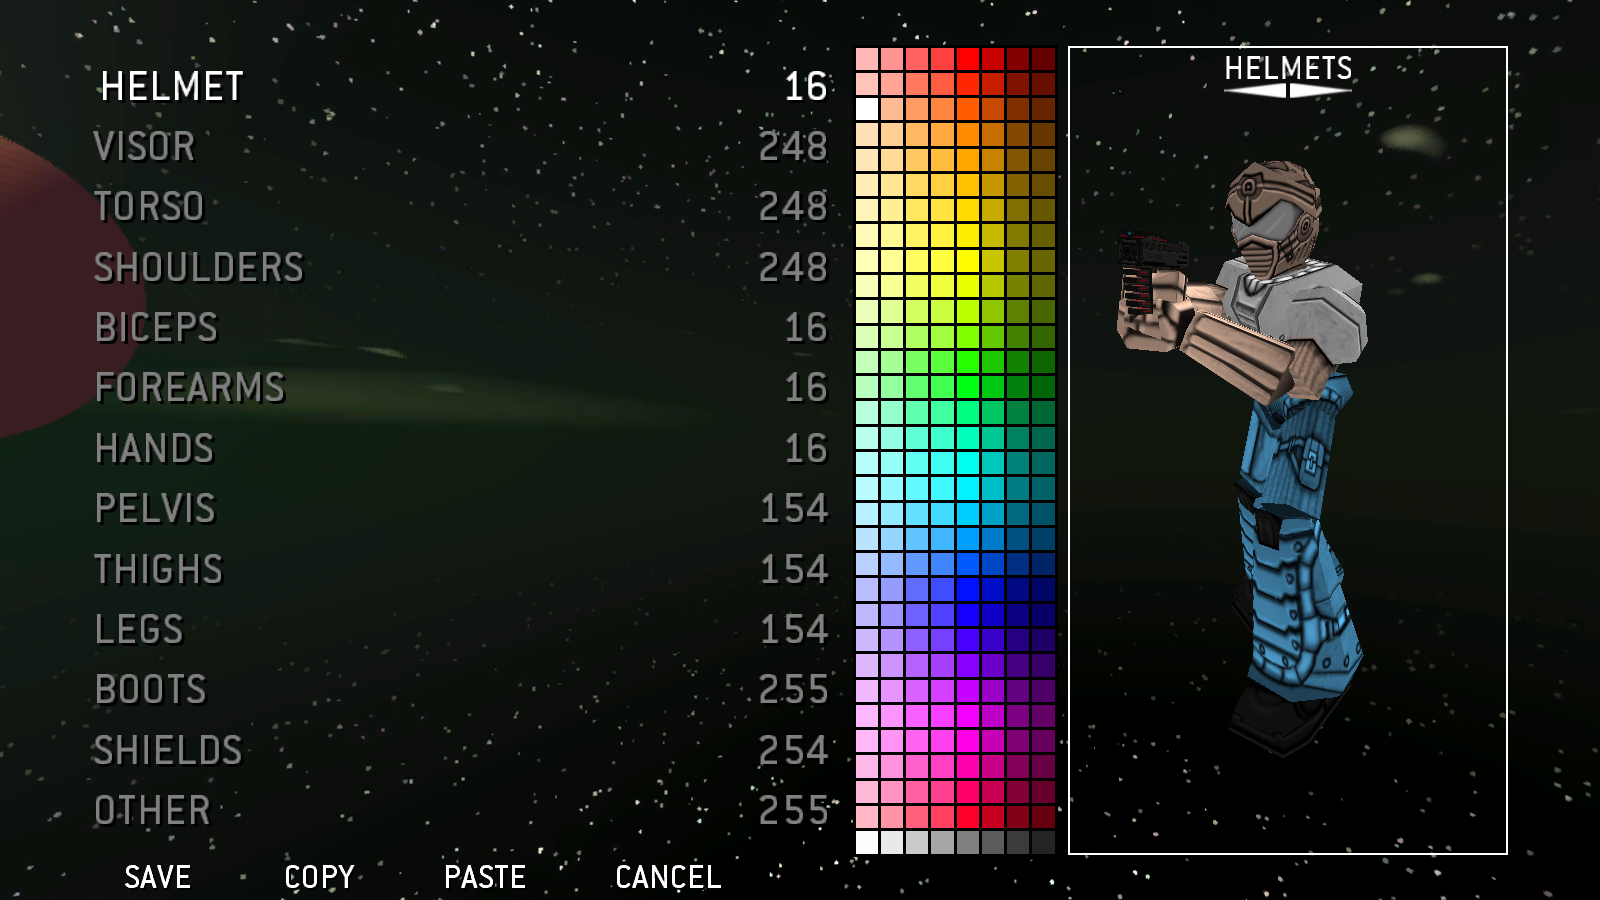 HELMET 16
VISOR 248
TORSO 248
SHOULDERS 248
BICEPS 16
FOREARMS 16
HANDS 16
PELVIS 154
THIGHS 154
LEGS 154
BOOTS 255
SHIELDS 254
OTHER 255
SAVE COPY PASTE CANCEL
HELMETS